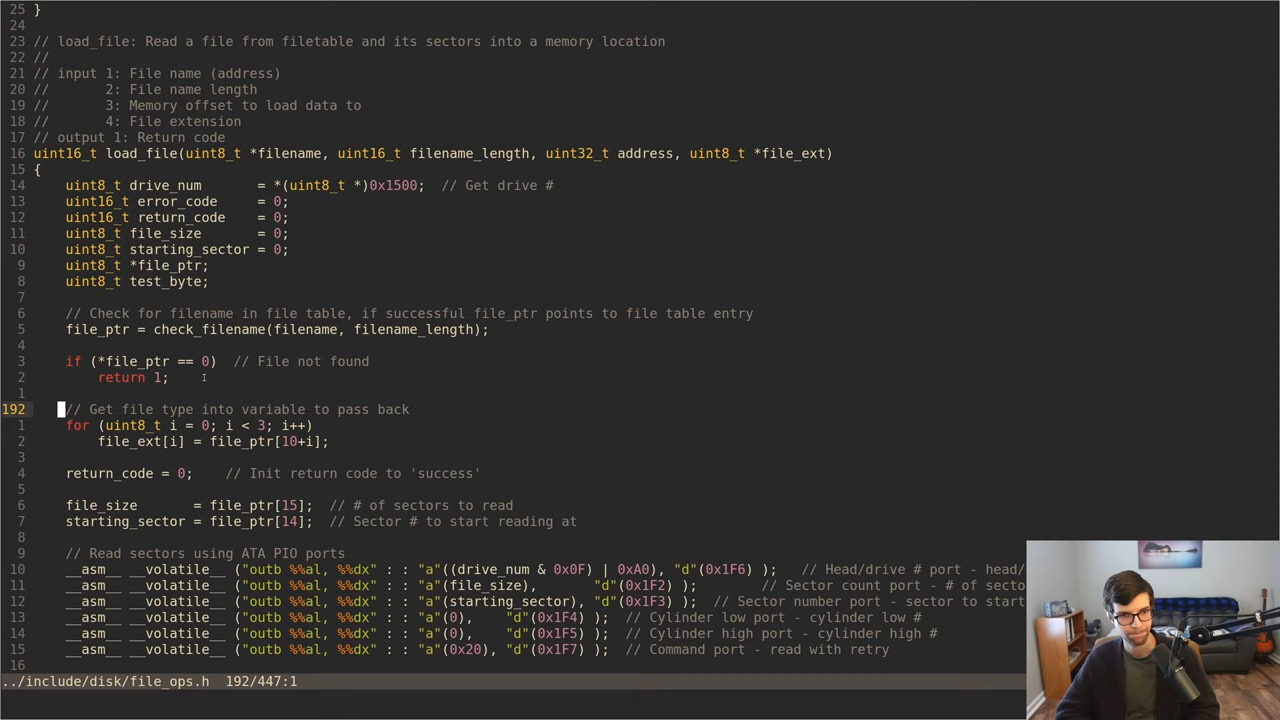 25 }
24
23 // load_file: Read a file from filetable and its sectors into a memory location
22 //
21 // input 1: File name (address)
20 //       2: File name length
19 //       3: Memory offset to load data to
18 //       4: File extension
17 // output 1: Return code
16 uint16_t load_file(uint8_t *filename, uint16_t filename_length, uint32_t address, uint8_t *file_ext)
15 {
14     uint8_t drive_num       = *(uint8_t *)0x1500;  // Get drive #
13     uint16_t error_code     = 0;
12     uint16_t return_code    = 0;
11     uint8_t file_size       = 0;
10     uint8_t starting_sector = 0;
9     uint8_t *file_ptr;
8     uint8_t test_byte;
7
6     // Check for filename in file table, if successful file_ptr points to file table entry
5     file_ptr = check_filename(filename, filename_length);
4
3     if (*file_ptr == 0)  // File not found
2         return 1;
1
192     // Get file type into variable to pass back
1     for (uint8_t i = 0; i < 3; i++)
2         file_ext[i] = file_ptr[10+i];
3
4     return_code = 0;    // Init return code to 'success'
5
6     file_size       = file_ptr[15];  // # of sectors to read
7     starting_sector = file_ptr[14];  // Sector # to start reading at
8
9     // Read sectors using ATA PIO ports
10     __asm__ __volatile__ ("outb %%al, %%dx" : : "a"((drive_num & 0x0F) | 0xA0), "d"(0x1F6) );  // Head/drive # port - head/
11     __asm__ __volatile__ ("outb %%al, %%dx" : : "a"(file_size),       "d"(0x1F2) );        // Sector count port - # of secto
12     __asm__ __volatile__ ("outb %%al, %%dx" : : "a"(starting_sector), "d"(0x1F3) );  // Sector number port - sector to start
13     __asm__ __volatile__ ("outb %%al, %%dx" : : "a"(0),    "d"(0x1F4) );  // Cylinder low port - cylinder low #
14     __asm__ __volatile__ ("outb %%al, %%dx" : : "a"(0),    "d"(0x1F5) );  // Cylinder high port - cylinder high #
15     __asm__ __volatile__ ("outb %%al, %%dx" : : "a"(0x20), "d"(0x1F7) );  // Command port - read with retry
16
../include/disk/file_ops.h  192/447:1